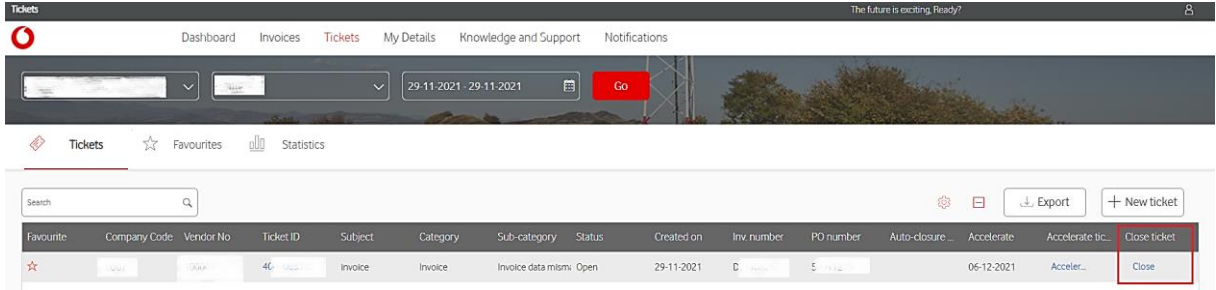 Tickets The future is exciting, Ready?
Dashboard Invoices Tickets My Details Knowledge and Support Notifications
29-11-2021 - 29-11-2021 Go
Tickets Favourites Statistics
Search Export + New ticket
Favourite Company Code Vendor No Ticket ID Subject Category Sub-category Status Created on Inv. number PO number Auto-closure ... Accelerate Accelerate tic... Close ticket
Invoice Invoice Invoice data misma Open 29-11-2021 06-12-2021 Acceler... Close